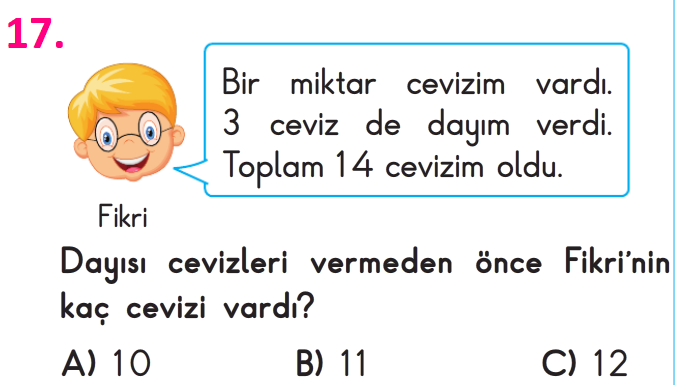 17.
Bir miktar cevizim vardı.
3 ceviz de dayım verdi.
Toplam 14 cevizim oldu.
Fikri
Dayısı cevizleri vermeden önce Fikri'nin
kaç cevizi vardı?
A) 10 B) 11 C) 12